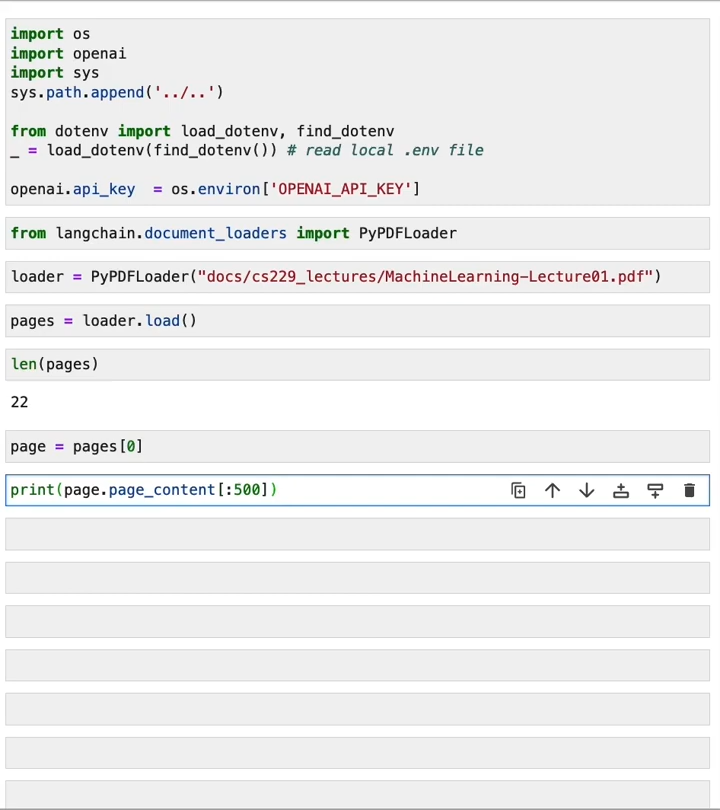 import os
import openai
import sys
sys.path.append('../..')
from dotenv import load_dotenv, find_dotenv
_ = load_dotenv(find_dotenv()) # read local .env file
openai.api_key  = os.environ['OPENAI_API_KEY']
from langchain.document_loaders import PyPDFLoader
loader = PyPDFLoader("docs/cs229_lectures/MachineLearning-Lecture01.pdf")
pages = loader.load()
len(pages)
22
page = pages[0]
print(page.page_content[:500])